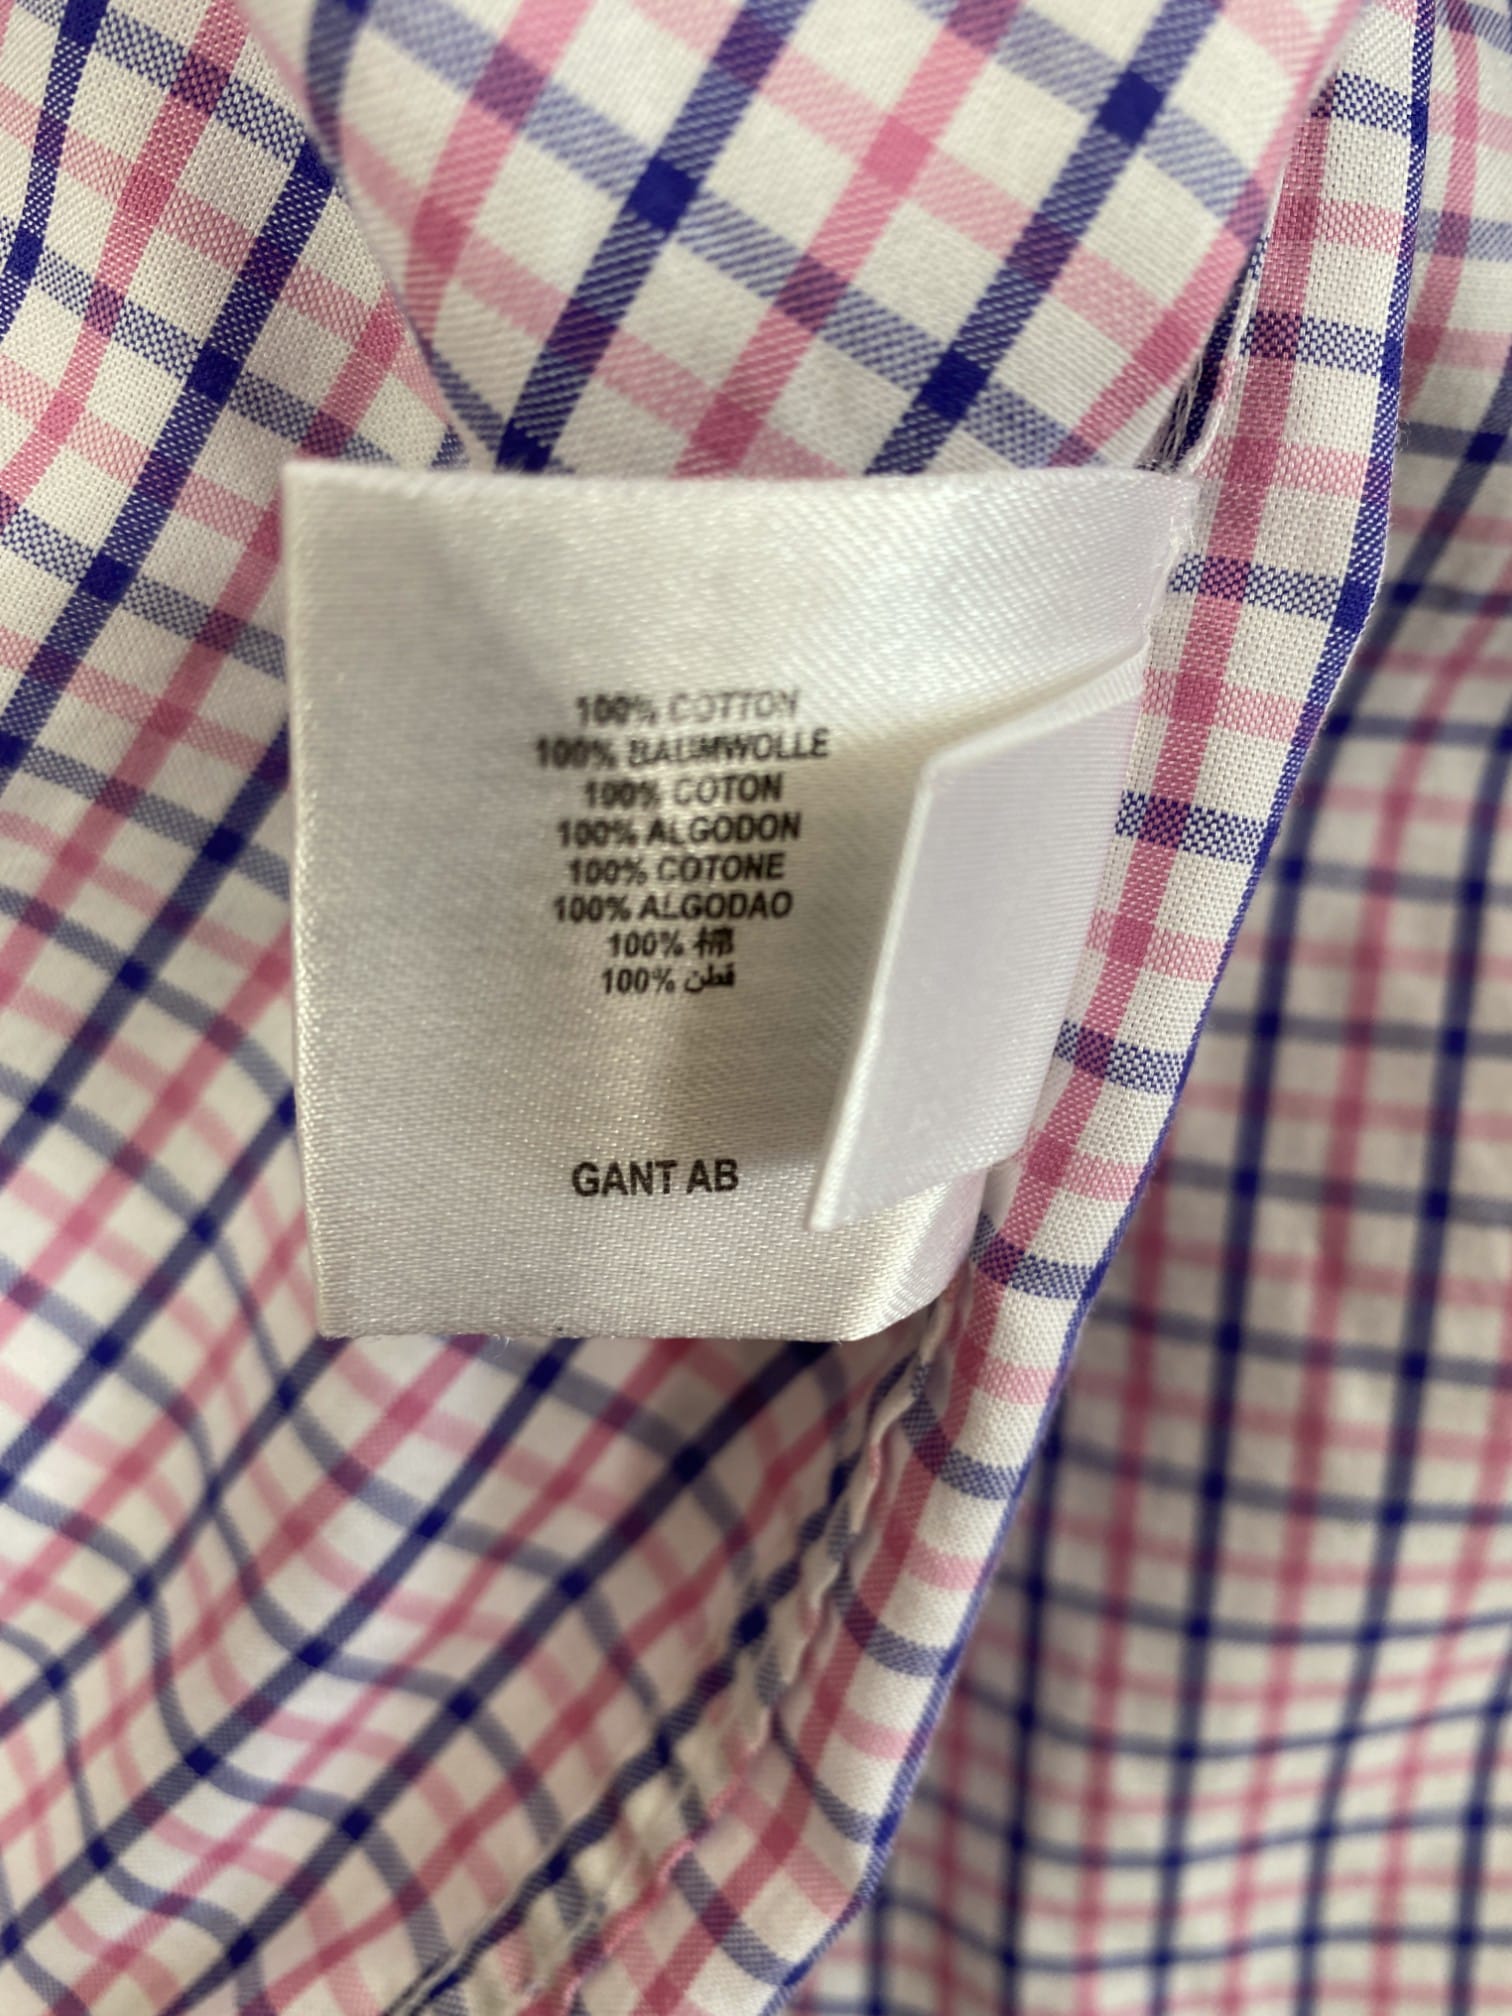 100% COTTON
100% BAUMWOLLE
100% COTON
100% ALGODON
100% COTONE
100% ALGODAO
100% 棉
100% قطن
GANT AB